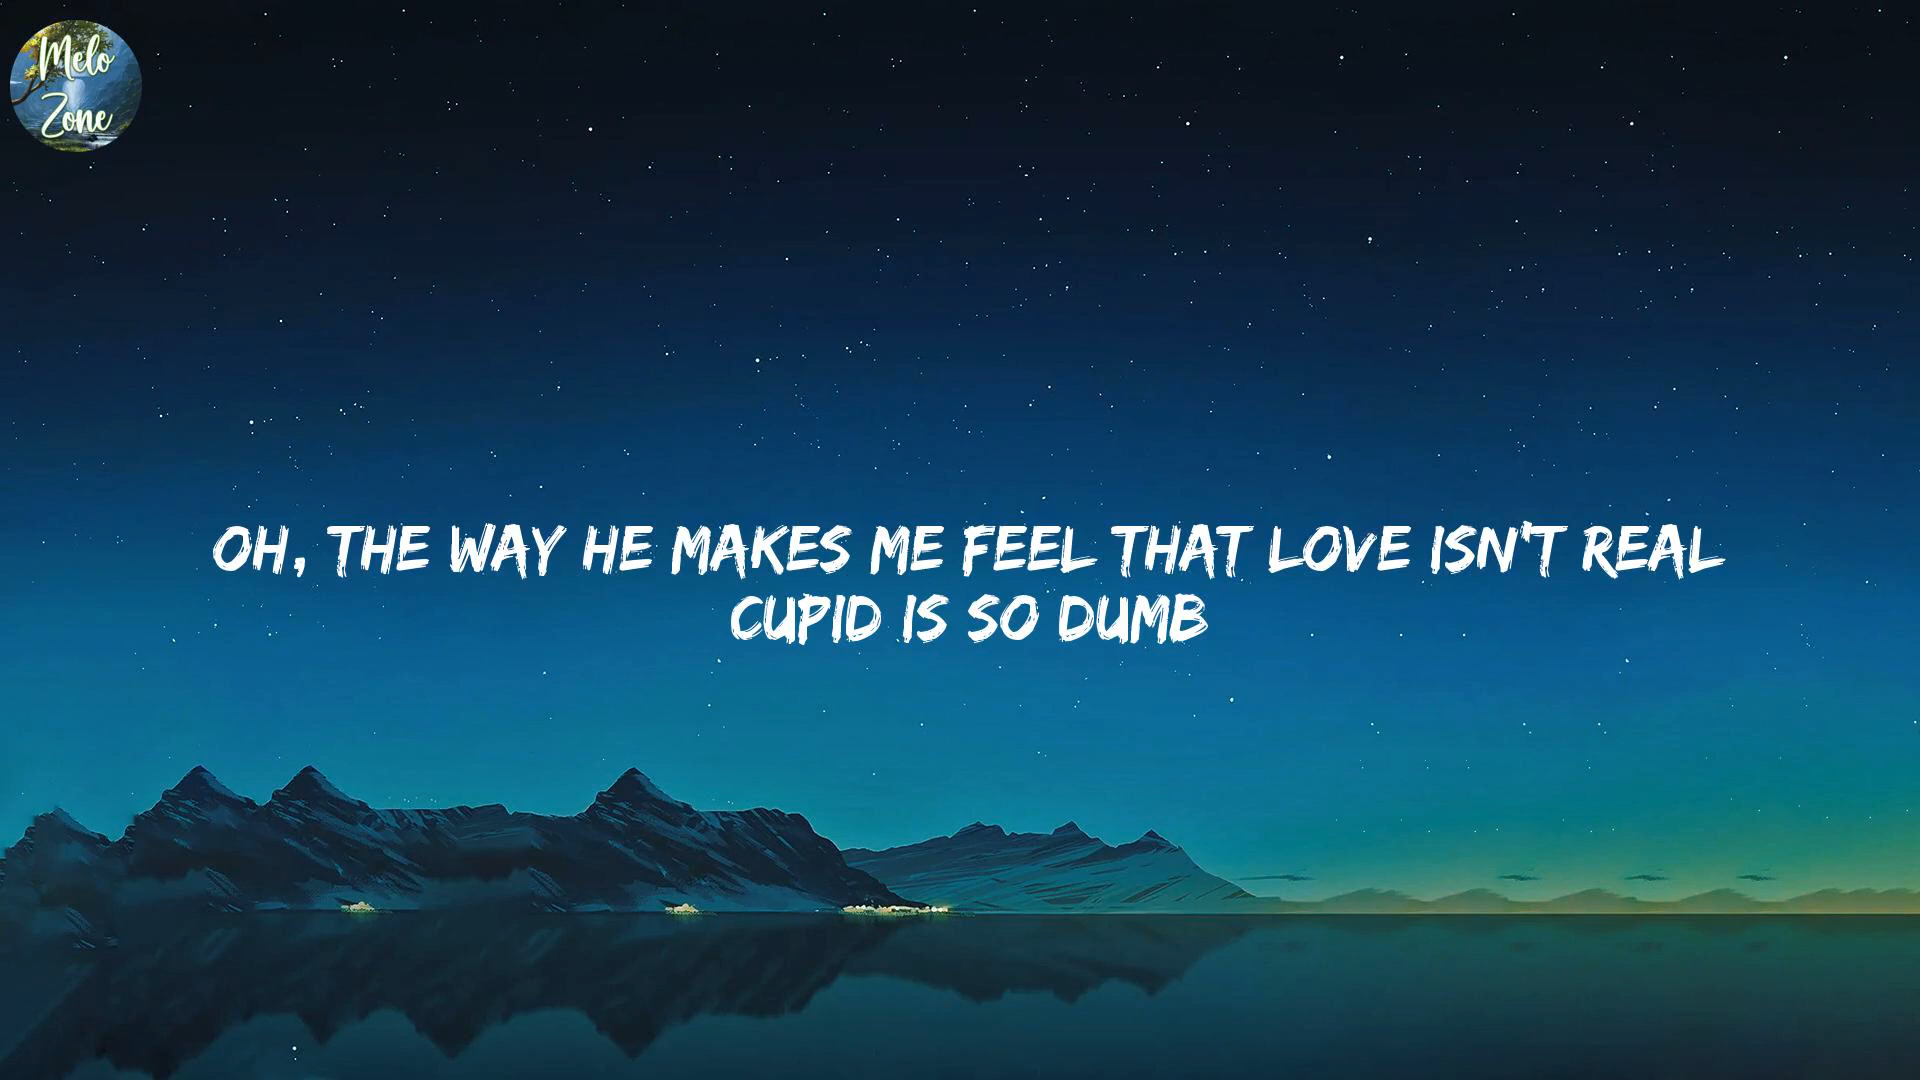 Melo
Zone
OH, THE WAY HE MAKES ME FEEL THAT LOVE ISN'T REAL
CUPID IS SO DUMB